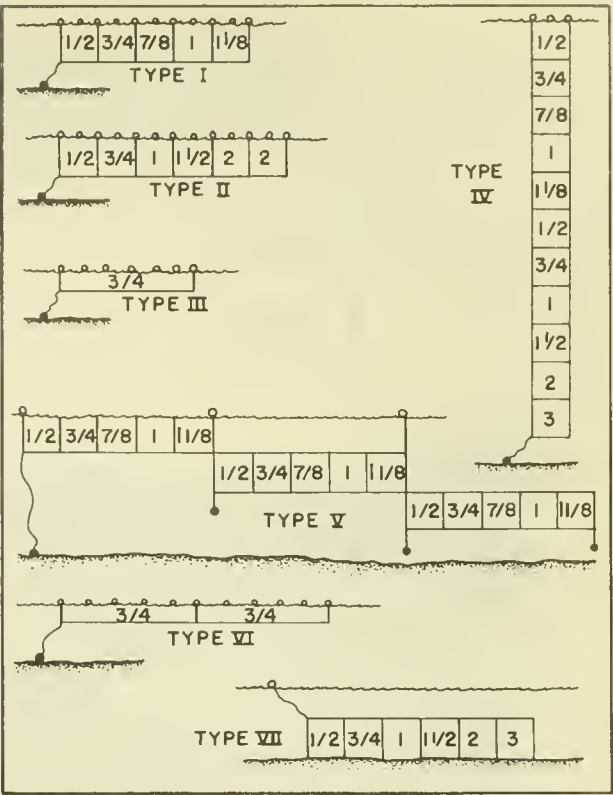 1/2 3/4 7/8 1 1 1/8
TYPE I
1/2 3/4 1 1 1/2 2 2
TYPE II
3/4
TYPE III
TYPE
IV
1/2
3/4
7/8
1
1 1/8
1/2
3/4
1
1 1/2
2
3
1/2 3/4 7/8 1 1 1/8
1/2 3/4 7/8 1 1 1/8
1/2 3/4 7/8 1 1 1/8
TYPE V
3/4 3/4
TYPE VI
TYPE VII
1/2 3/4 1 1 1/2 2 3